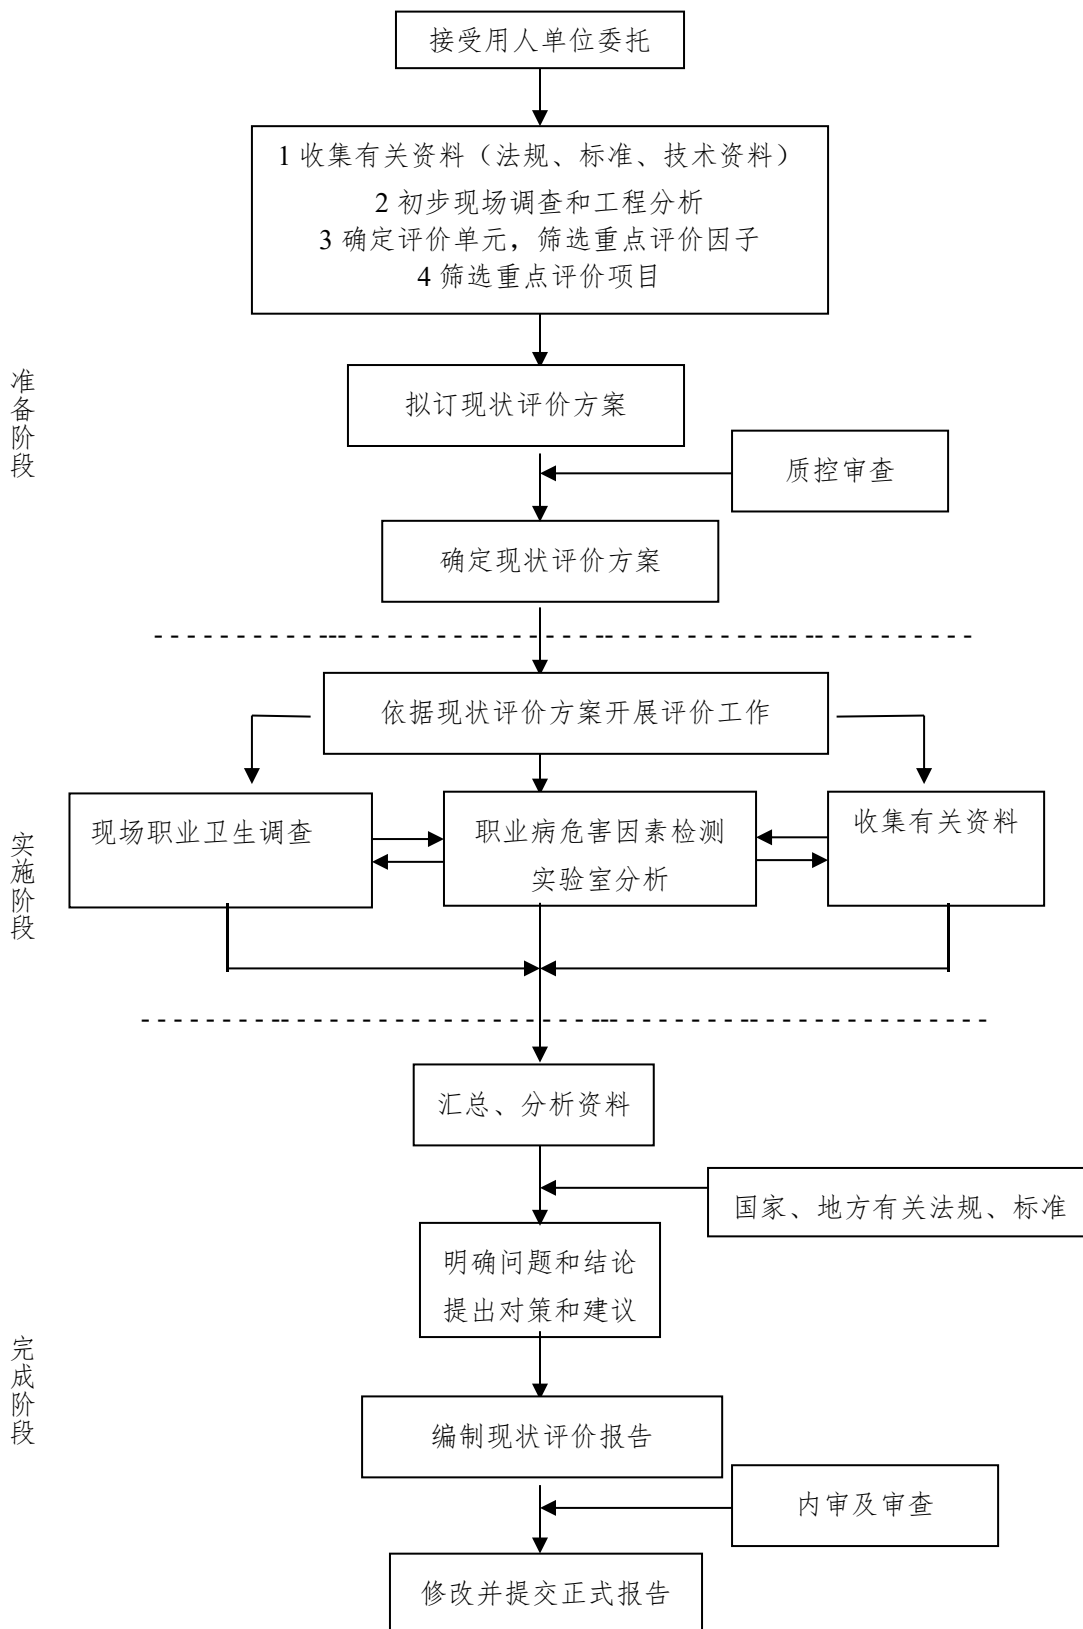 接受用人单位委托
1 收集有关资料（法规、标准、技术资料）
2 初步现场调查和工程分析
3 确定评价单元，筛选重点评价因子
4 筛选重点评价项目
准备阶段
拟订现状评价方案
质控审查
确定现状评价方案
依据现状评价方案开展评价工作
实施阶段
现场职业卫生调查
职业病危害因素检测
实验室分析
收集有关资料
汇总、分析资料
国家、地方有关法规、标准
明确问题和结论
提出对策和建议
完成阶段
编制现状评价报告
内审及审查
修改并提交正式报告